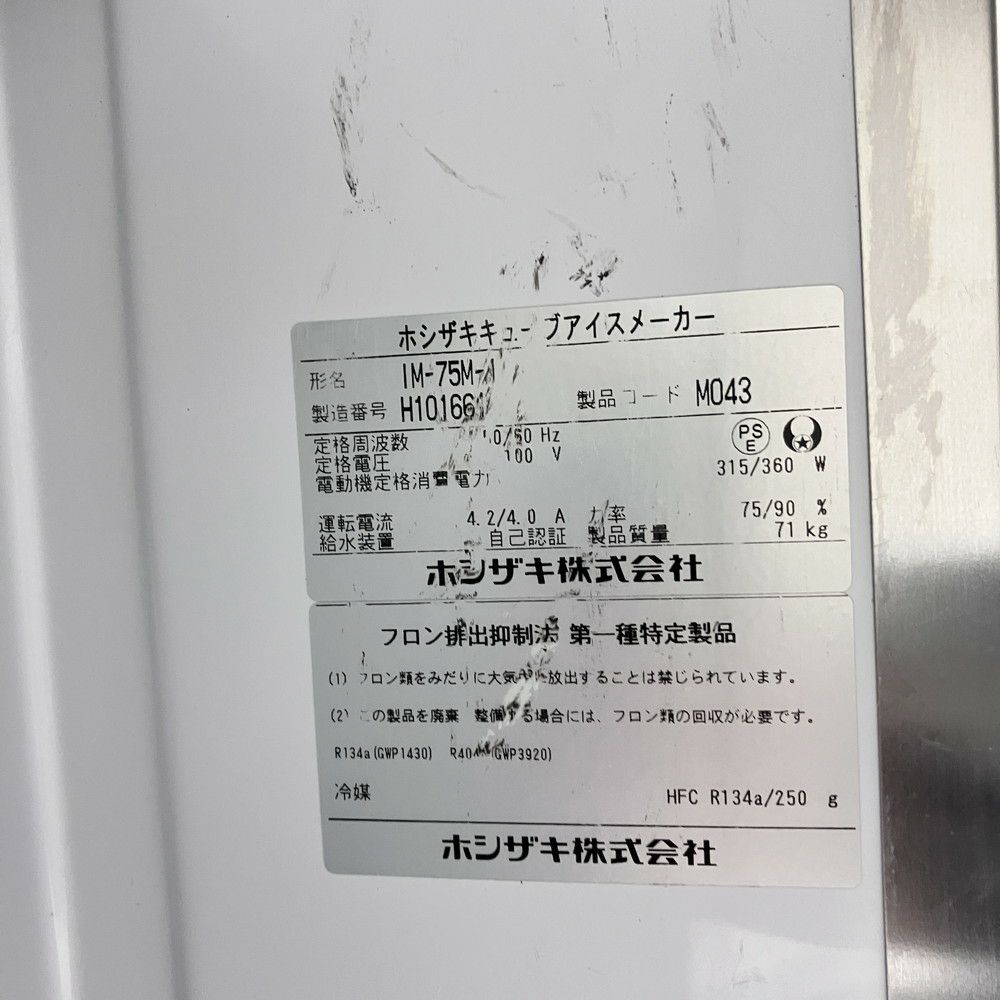 ホシザキキューブアイスメーカー
形名 IM-75M-1
製造番号 製品コード M043
定格周波数 50/60 Hz
定格電圧 100 V
PS
E
電動機定格消費電力 315/360 W
運転電流 4.2/4.0 A 力率 75/90 %
給水装置 自己認証 製品質量 71 kg
ホシザキ株式会社
フロン排出抑制法 第一種特定製品
(1) フロン類をみだりに大気中に放出することは禁じられています。
(2) この製品を廃棄 整備する場合には、フロン類の回収が必要です。
R134a(GWP1430) R404A(GWP3920)
冷媒 HFC R134a/250 g
ホシザキ株式会社